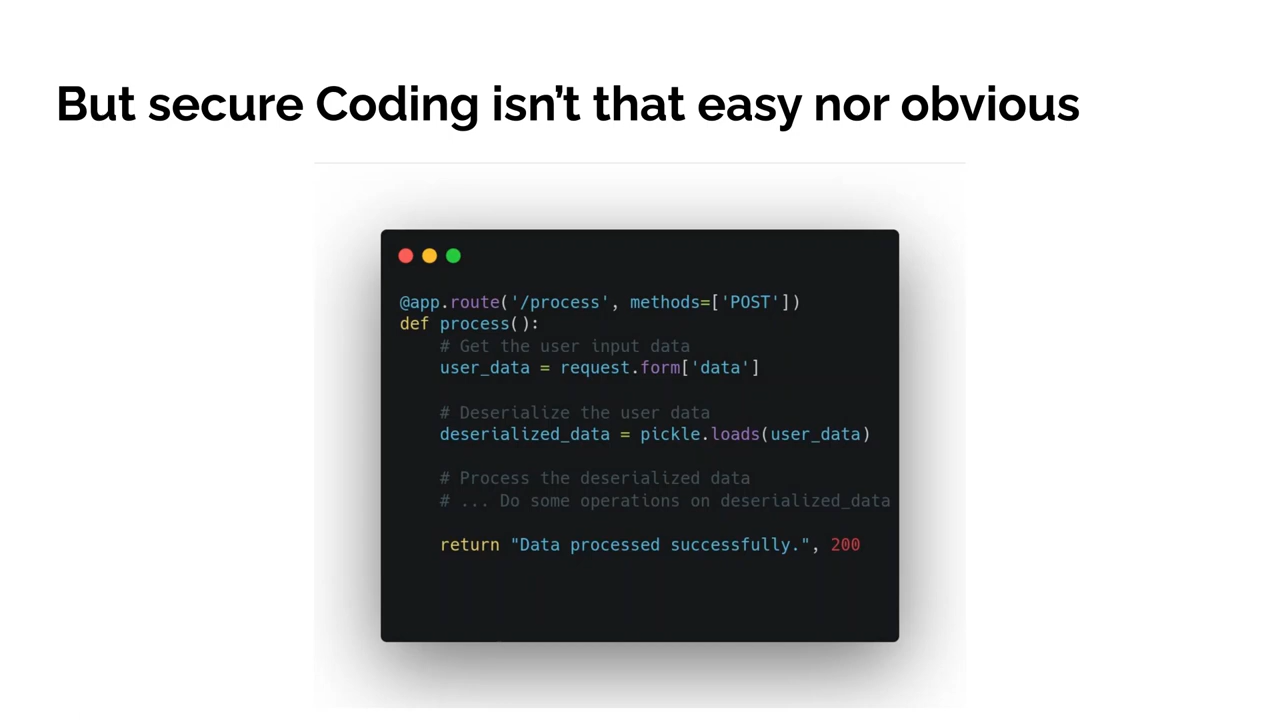 But secure Coding isn’t that easy nor obvious
@app.route('/process', methods=['POST'])
def process():
    # Get the user input data
    user_data = request.form['data']
    # Deserialize the user data
    deserialized_data = pickle.loads(user_data)
    # Process the deserialized data
    # ... Do some operations on deserialized_data
    return "Data processed successfully.", 200